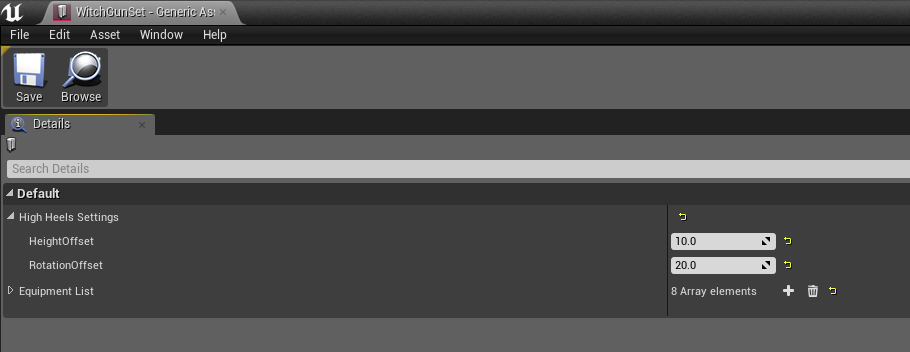 WitchGunSet - Generic As
File Edit Asset Window Help
Save Browse
Details
Search Details
Default
High Heels Settings
HeightOffset 10.0
RotationOffset 20.0
Equipment List 8 Array elements